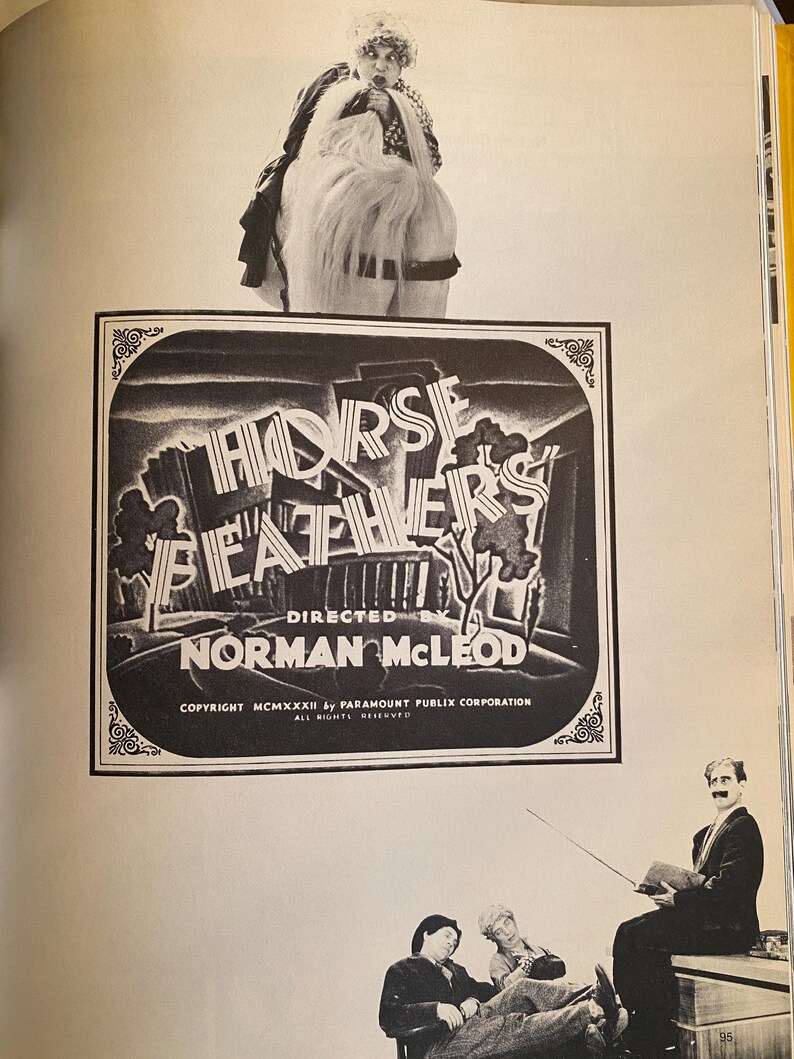 "HORSE
FEATHERS"
DIRECTED BY
NORMAN McLEOD
COPYRIGHT MCMXXXII by PARAMOUNT PUBLIX CORPORATION
ALL RIGHTS RESERVED
95